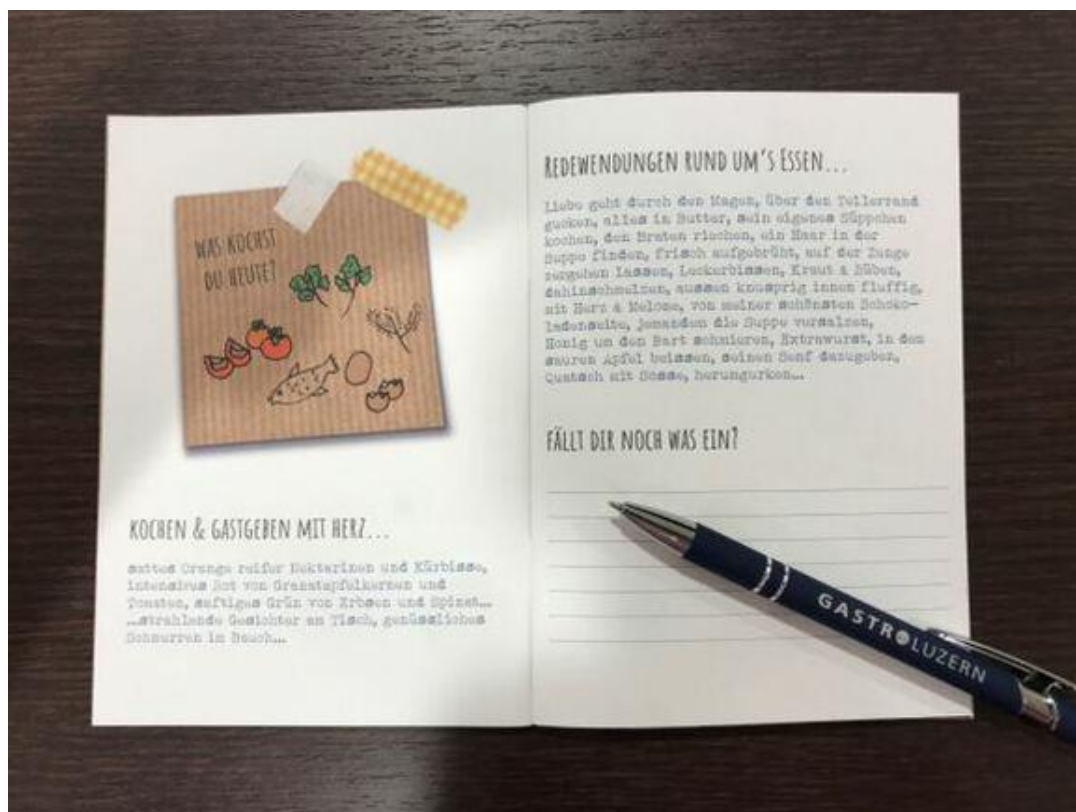 WAS KOCHST
DU HEUTE?
KOCHEN & GASTGEBEN MIT HERZ...
sattes Orange reifer Nektarinen und Kürbisse,
intensives Rot von Granatapfelkernen und
Tomaten, saftiges Grün von Erbsen und Spinat...
...strahlende Gesichter am Tisch, genüssliches
Schnurren im Bauch...
REDEWENDUNGEN RUND UM'S ESSEN...
Liebe geht durch den Magen, über den Tellerrand
gucken, alles in Butter, sein eigenes Süppchen
kochen, den Braten riechen, ein Haar in der
Suppe finden, frisch aufgebrüht, auf der Zunge
zergehen lassen, Leckerbissen, Kraut & Rüben,
dahinschmelzen, aussen knusprig innen fluffig,
mit Herz & Melone, von meiner schönsten Schoko-
ladenseite, jemanden die Suppe versalzen,
Honig um den Bart schmieren, Extrawurst, in den
sauren Apfel beissen, seinen Senf dazugeben,
Quatsch mit Sosse, herumgurken...
FÄLLT DIR NOCH WAS EIN?
GASTROLUZERN